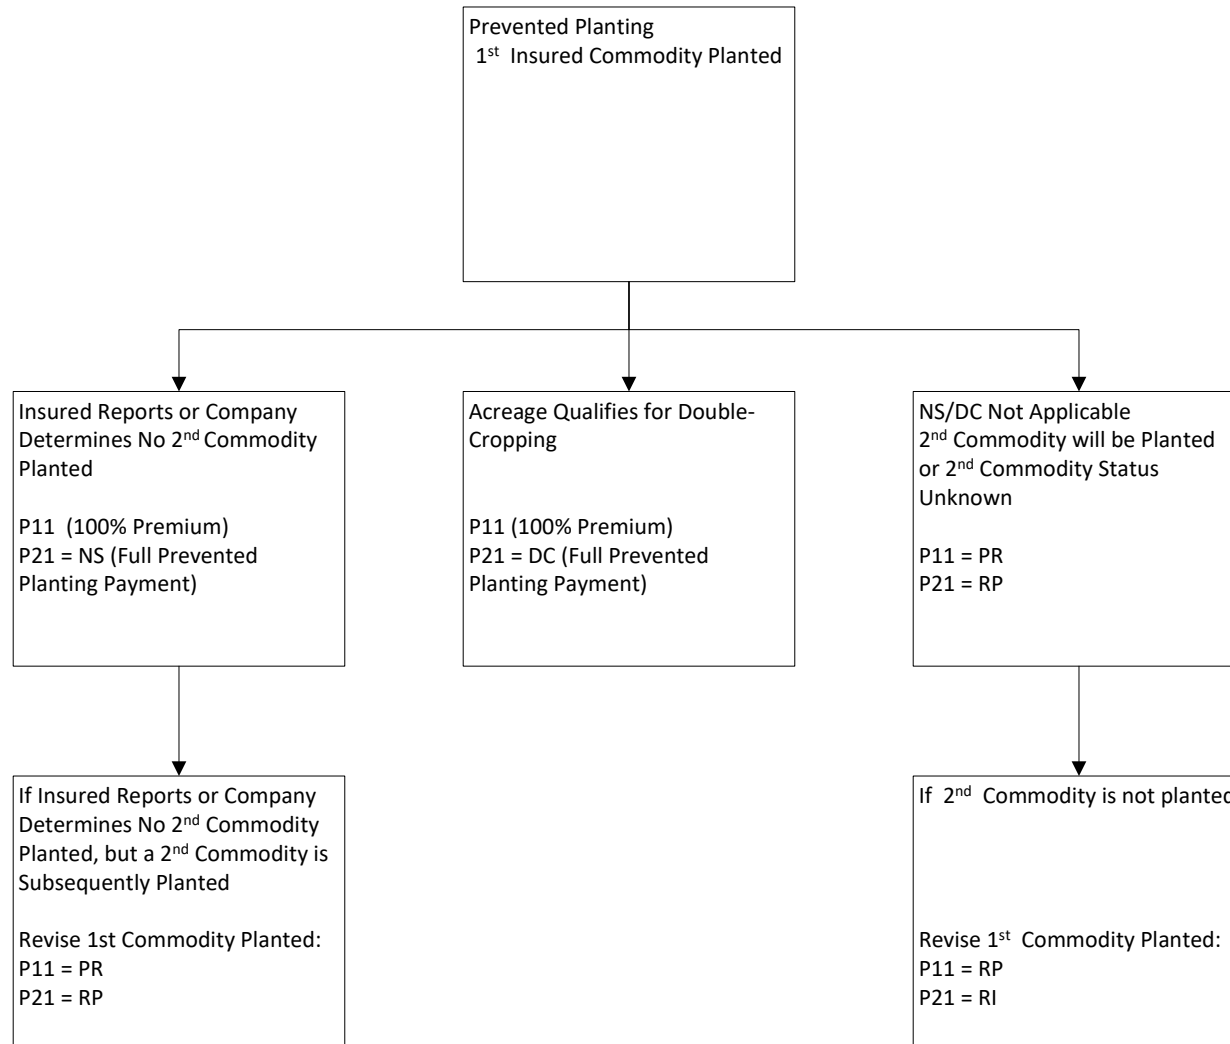 Prevented Planting
1st Insured Commodity Planted
Insured Reports or Company
Determines No 2nd Commodity
Planted
P11 (100% Premium)
P21 = NS (Full Prevented
Planting Payment)
Acreage Qualifies for Double-
Cropping
P11 (100% Premium)
P21 = DC (Full Prevented
Planting Payment)
NS/DC Not Applicable
2nd Commodity will be Planted
or 2nd Commodity Status
Unknown
P11 = PR
P21 = RP
If Insured Reports or Company
Determines No 2nd Commodity
Planted, but a 2nd Commodity is
Subsequently Planted
Revise 1st Commodity Planted:
P11 = PR
P21 = RP
If 2nd Commodity is not planted
Revise 1st Commodity Planted:
P11 = RP
P21 = RI